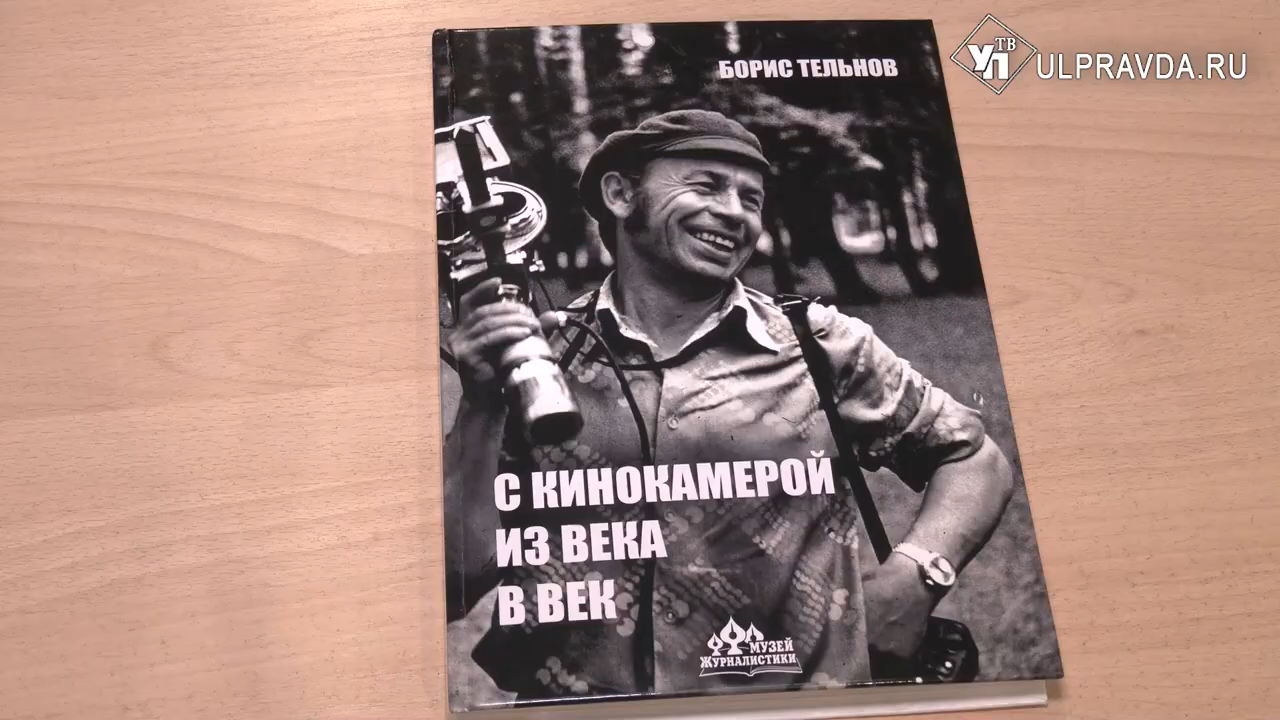 БОРИС ТЕЛЬНОВ
УП ТВ
ULPRAVDA.RU
С КИНОКАМЕРОЙ
ИЗ ВЕКА
В ВЕК
МУЗЕЙ
ЖУРНАЛИСТИКИ